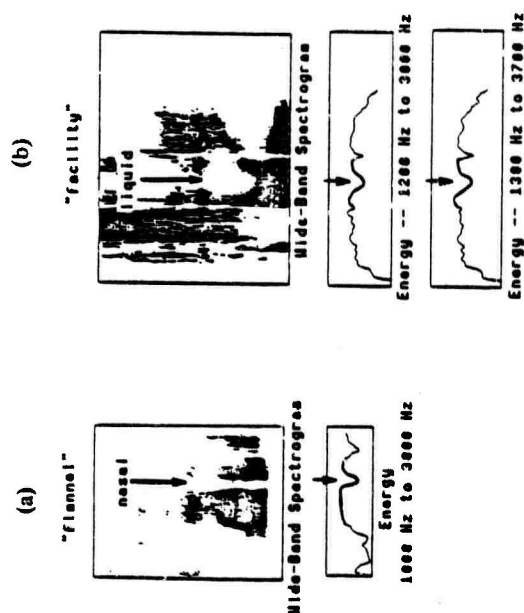 (a)
"flannel"
nasal
Wide-Band Spectrogram
Energy
1000 Hz to 3000 Hz
(b)
"facility"
liquid
Wide-Band Spectrogram
Energy -- 1200 Hz to 3000 Hz
Energy -- 1300 Hz to 3700 Hz